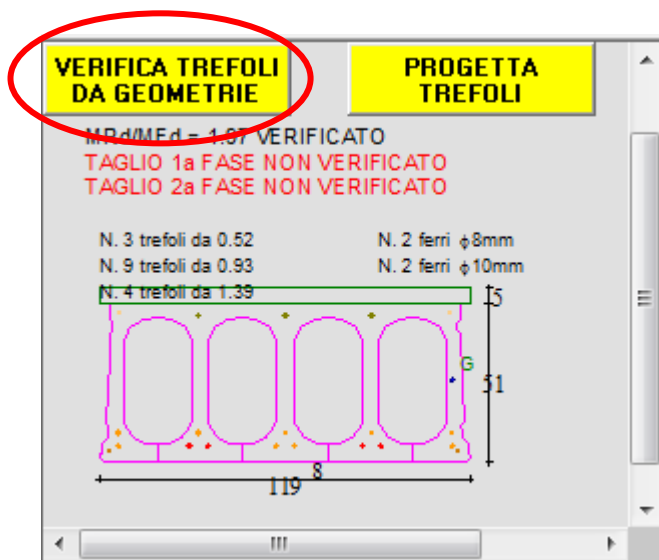 VERIFICA TREFOLI
DA GEOMETRIE
PROGETTA
TREFOLI
MRd/MEd = 1.07 VERIFICATO
TAGLIO 1a FASE NON VERIFICATO
TAGLIO 2a FASE NON VERIFICATO
N. 3 trefoli da 0.52
N. 2 ferri ϕ8mm
N. 9 trefoli da 0.93
N. 2 ferri ϕ10mm
N. 4 trefoli da 1.39
5
G
51
8
119